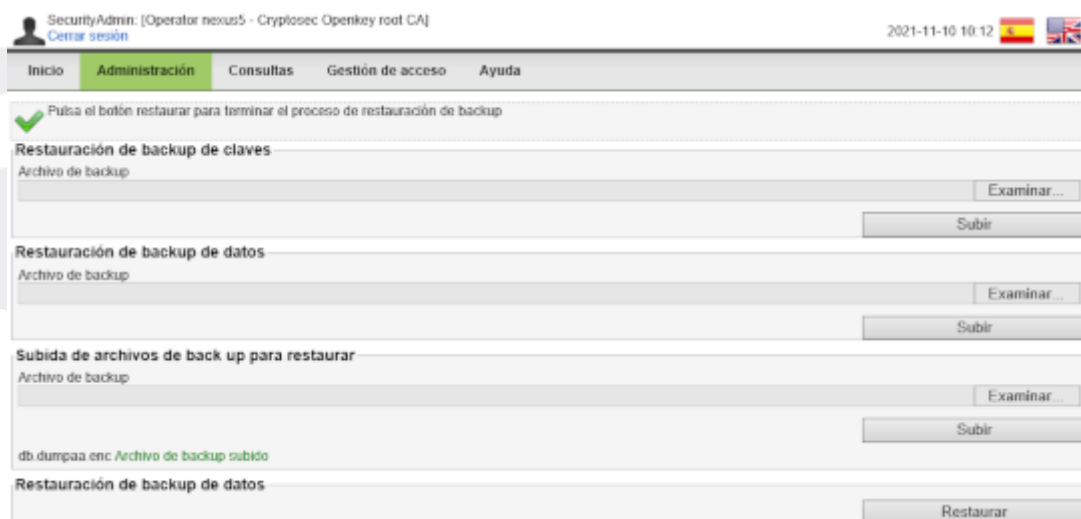 SecurityAdmin: [Operator nexus5 - Cryptosec Openkey root CA]
Cerrar sesión
2021-11-10 10:12
Inicio Administración Consultas Gestión de acceso Ayuda
Pulsa el botón restaurar para terminar el proceso de restauración de backup
Restauración de backup de claves
Archivo de backup
Examinar...
Subir
Restauración de backup de datos
Archivo de backup
Examinar...
Subir
Subida de archivos de back up para restaurar
Archivo de backup
Examinar...
Subir
db.dumpaa.enc Archivo de backup subido
Restauración de backup de datos
Restaurar